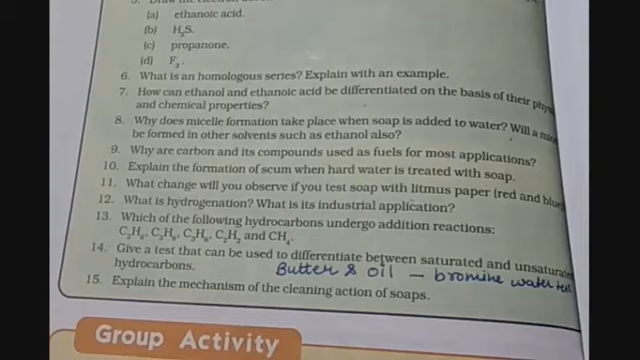 (a) ethanoic acid.
(b) H₂S.
(c) propanone.
(d) F₂.
6. What is an homologous series? Explain with an example.
7. How can ethanol and ethanoic acid be differentiated on the basis of their phys
and chemical properties?
8. Why does micelle formation take place when soap is added to water? Will a mice
be formed in other solvents such as ethanol also?
9. Why are carbon and its compounds used as fuels for most applications?
10. Explain the formation of scum when hard water is treated with soap.
11. What change will you observe if you test soap with litmus paper (red and blue
12. What is hydrogenation? What is its industrial application?
13. Which of the following hydrocarbons undergo addition reactions:
C₂H₆, C₃H₈, C₃H₆, C₂H₂ and CH₄.
14. Give a test that can be used to differentiate between saturated and unsaturate
hydrocarbons.
Butter & oil — bromine water test
15. Explain the mechanism of the cleaning action of soaps.
Group Activity